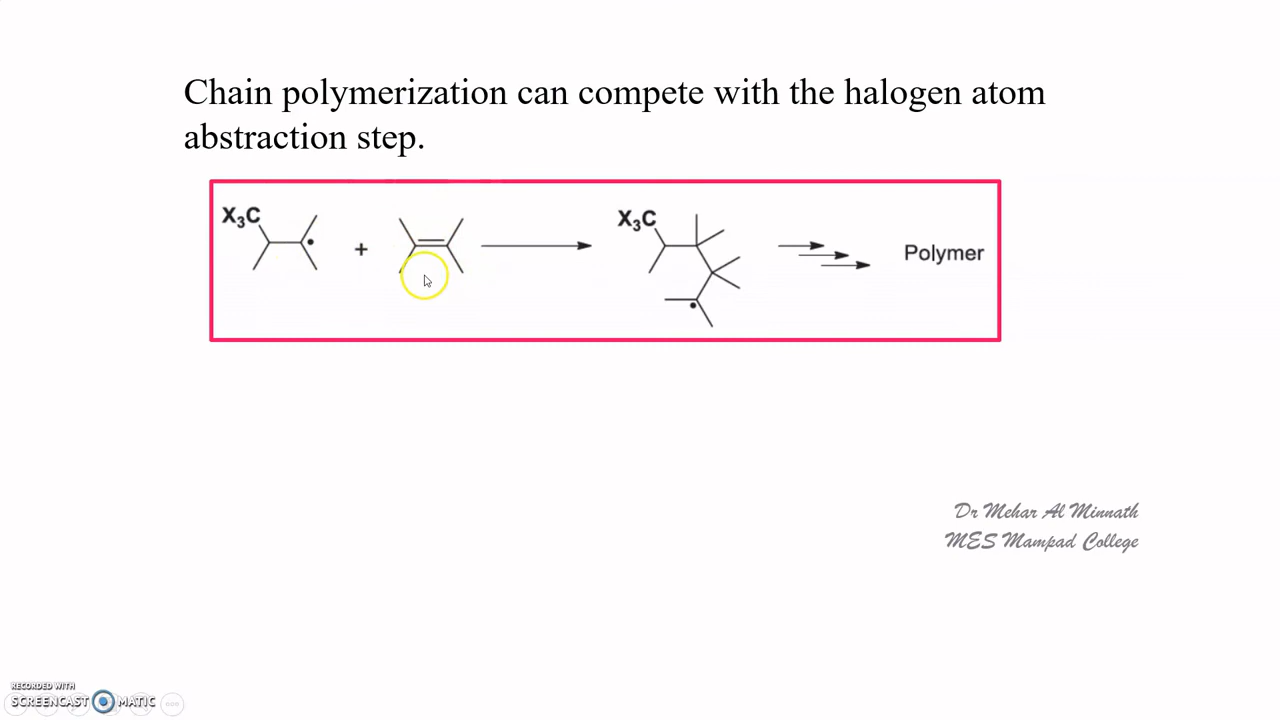 Chain polymerization can compete with the halogen atom
abstraction step.
X₃C
+
X₃C
Polymer
Dr Mehar Al Minnath
MES Mampad College
RECORDED WITH
SCREENCAST MATIC